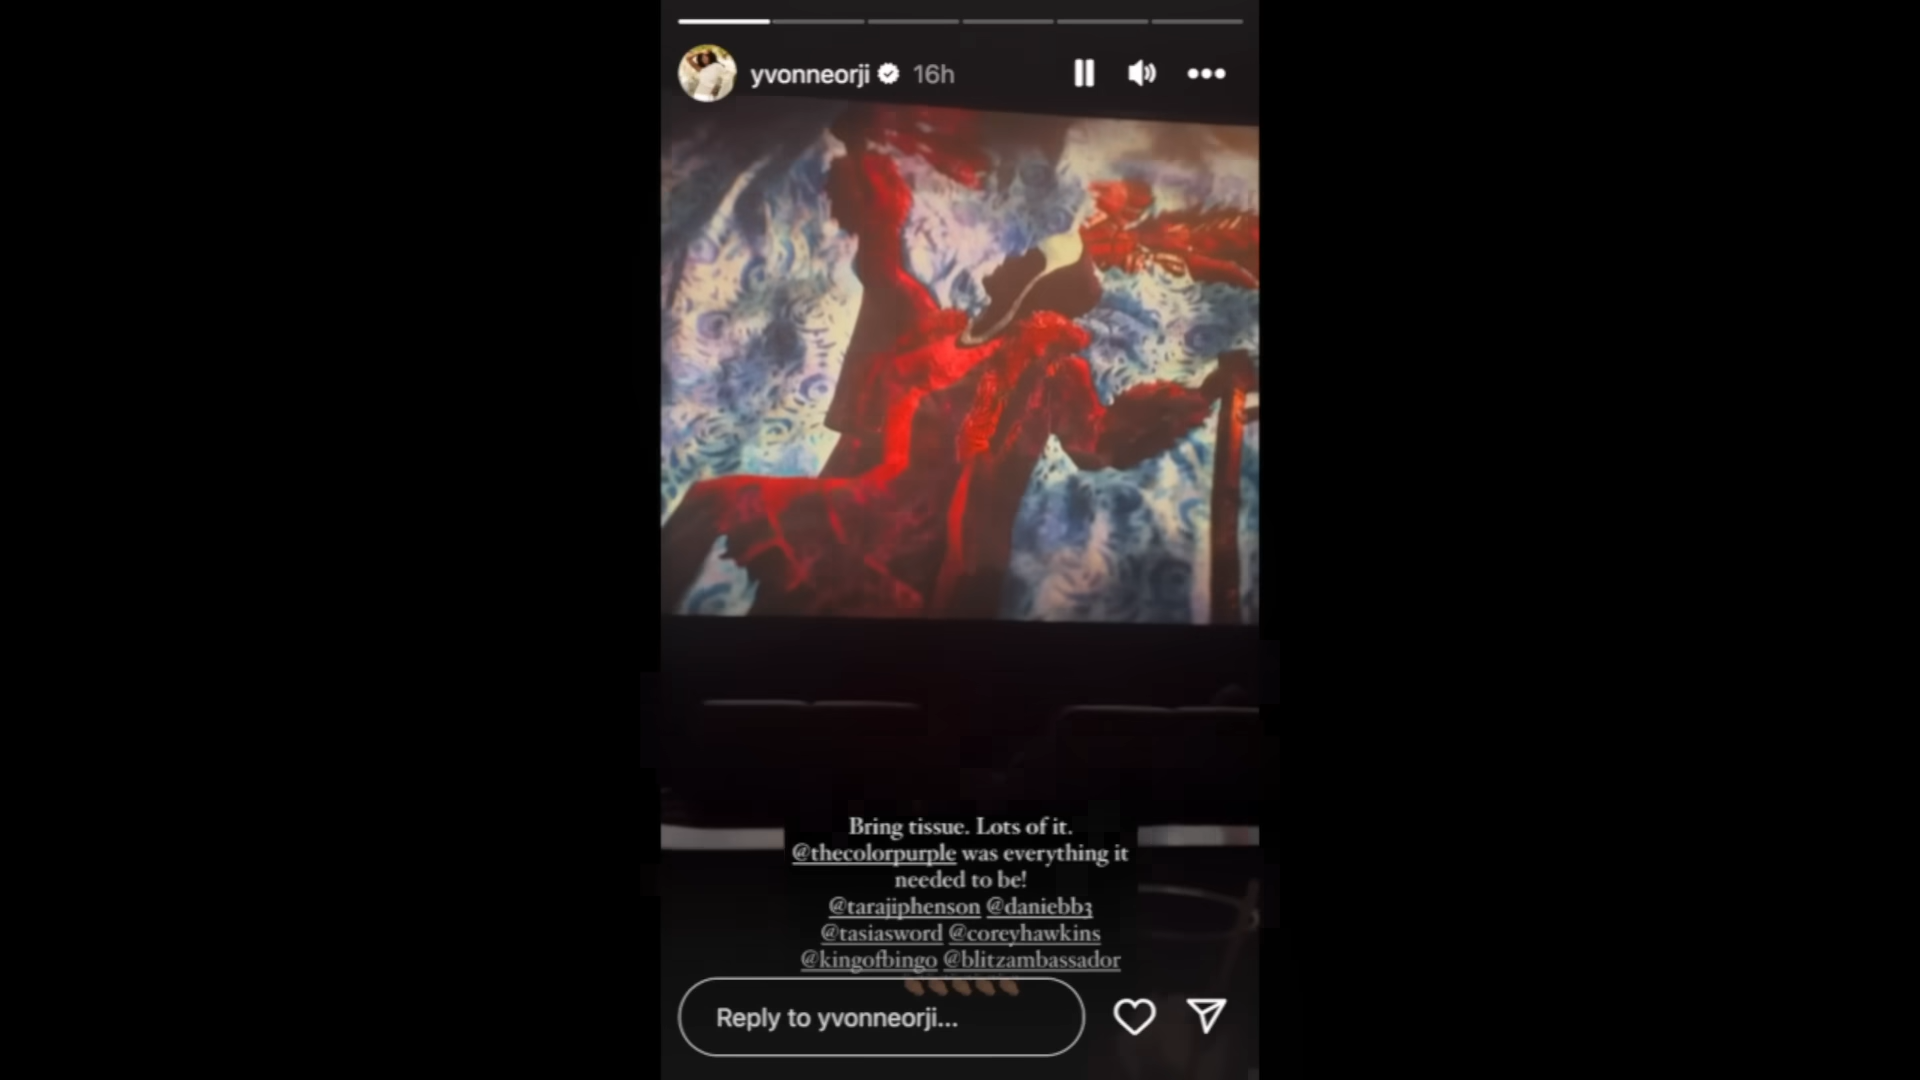 yvonneorji 16h
Bring tissue. Lots of it.
@thecolorpurple was everything it
needed to be!
@tarajiphenson @daniebb3
@tasiasword @coreyhawkins
@kingofbingo @blitzambassador
Reply to yvonneorji...